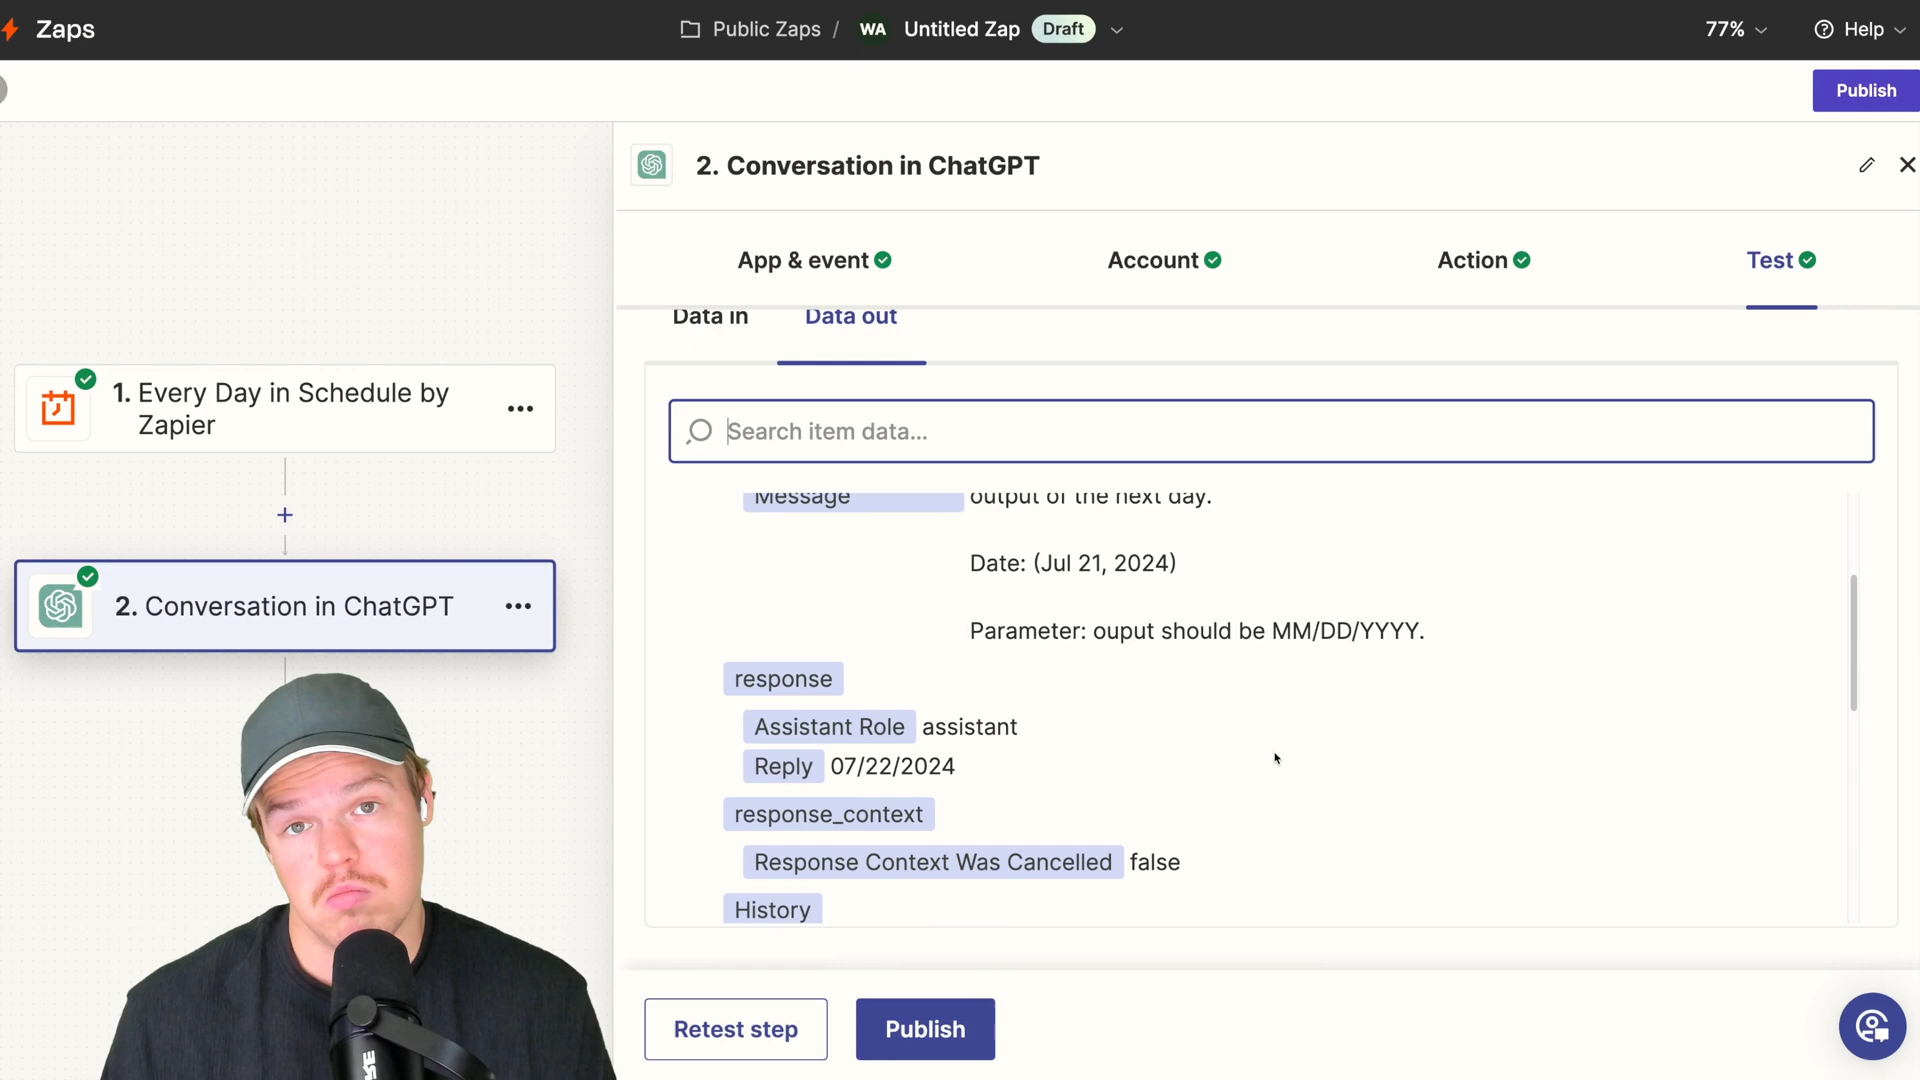 Zaps
Public Zaps / WA Untitled Zap Draft
77%
Help
Publish
2. Conversation in ChatGPT
App & event
Account
Action
Test
Data in
Data out
1. Every Day in Schedule by
Zapier
Search item data...
Message output of the next day.
Date: (Jul 21, 2024)
2. Conversation in ChatGPT
Parameter: ouput should be MM/DD/YYYY.
response
Assistant Role assistant
Reply 07/22/2024
response_context
Response Context Was Cancelled false
History
Retest step
Publish